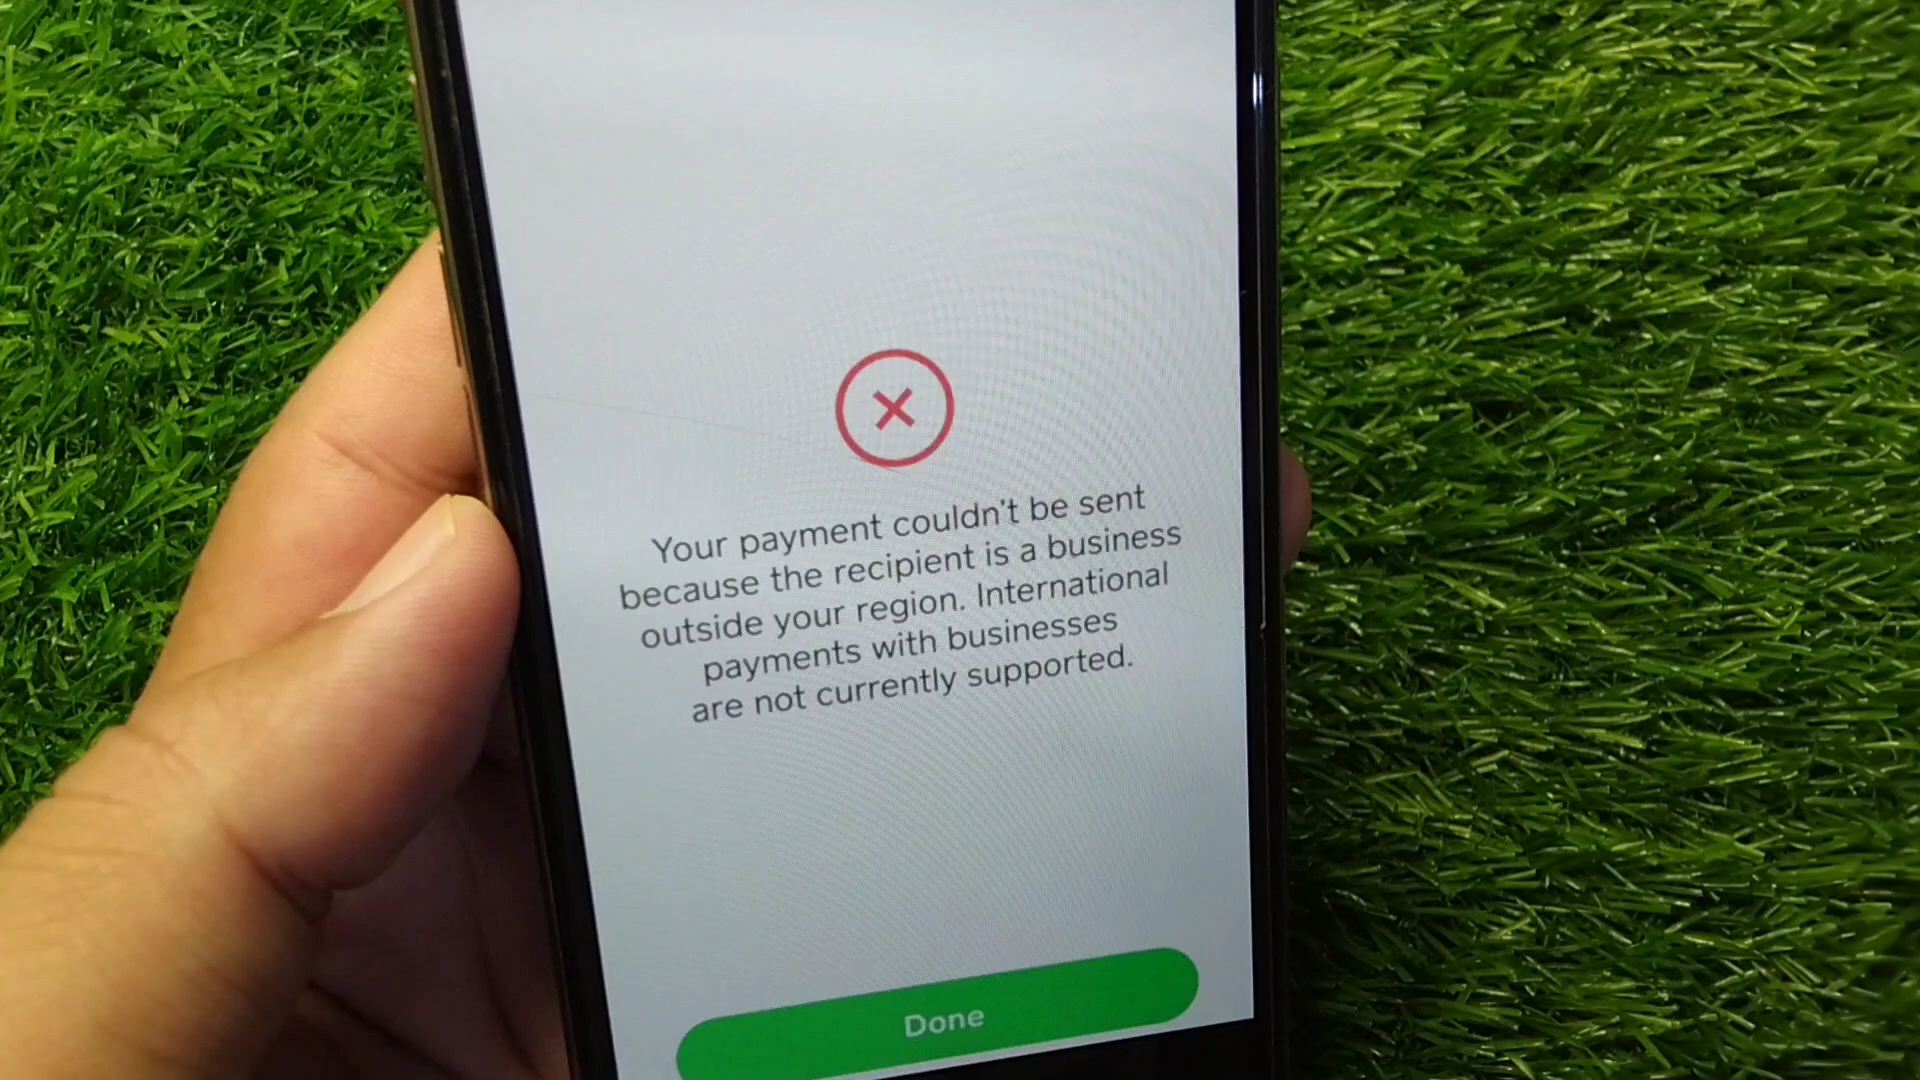 Your payment couldn't be sent
because the recipient is a business
outside your region. International
payments with businesses
are not currently supported.
Done